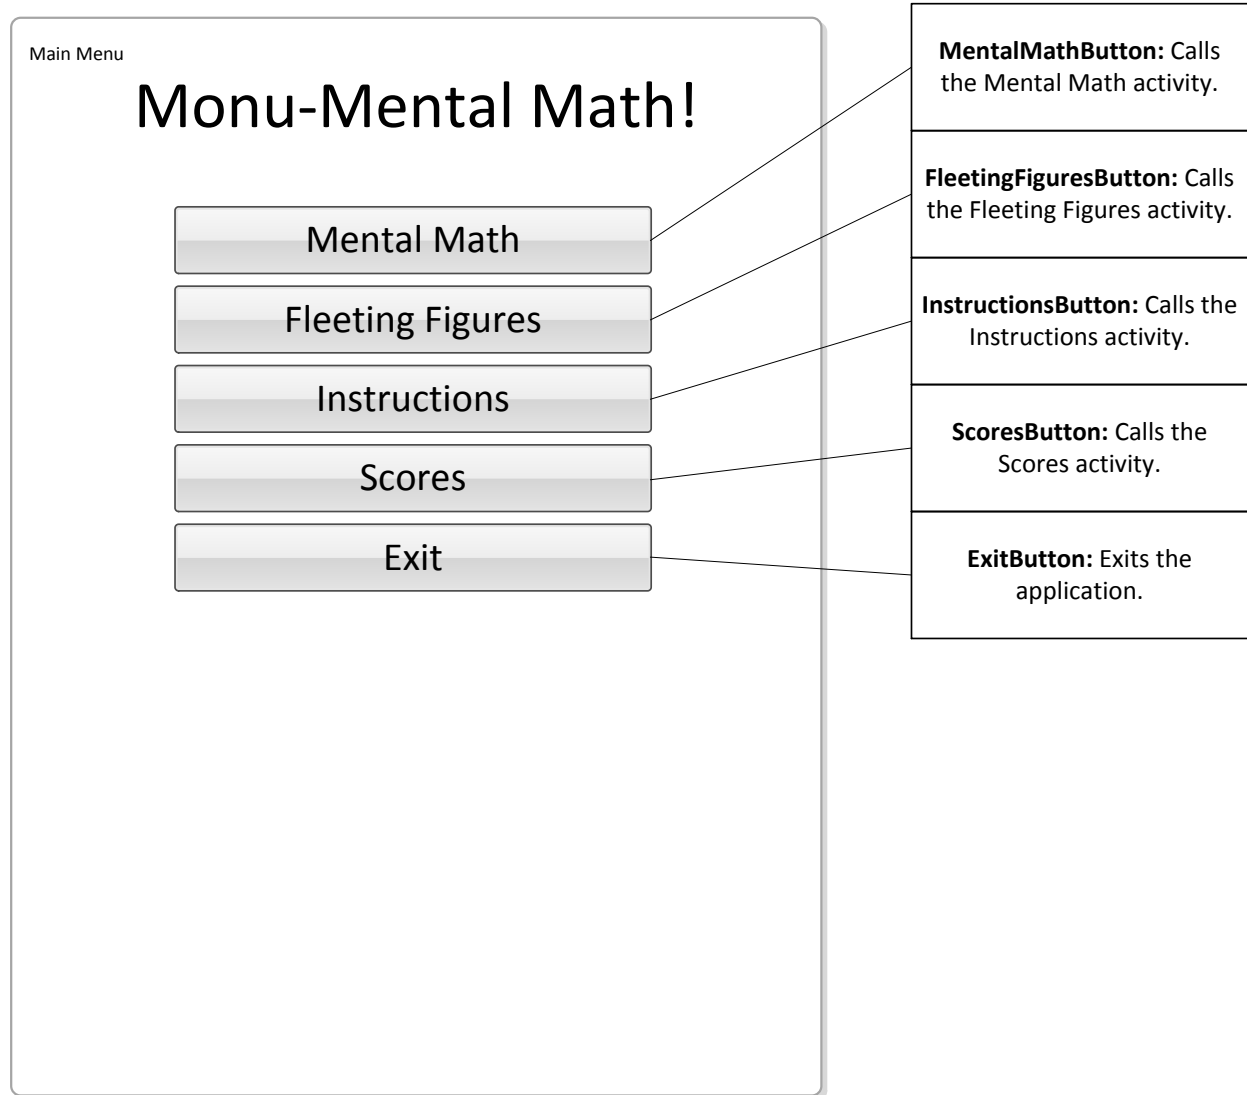 Main Menu
Monu-Mental Math!
Mental Math
Fleeting Figures
Instructions
Scores
Exit
MentalMathButton: Calls
the Mental Math activity.
FleetingFiguresButton: Calls
the Fleeting Figures activity.
InstructionsButton: Calls the
Instructions activity.
ScoresButton: Calls the
Scores activity.
ExitButton: Exits the
application.